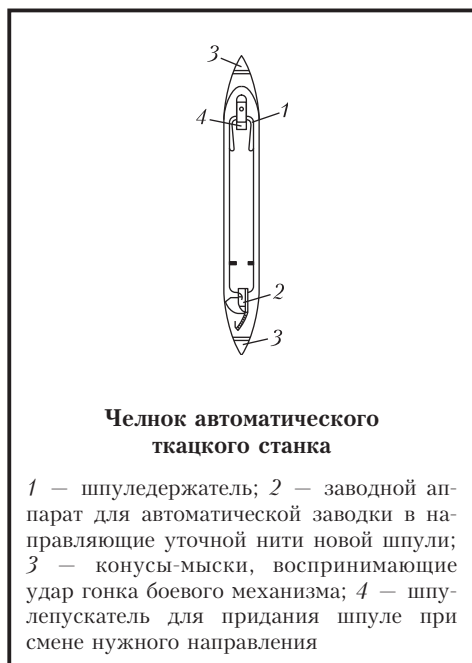 3
4
1
2
3
Челнок автоматического
ткацкого станка
1 — шпуледержатель; 2 — заводной ап-
парат для автоматической заводки в на-
правляющие уточной нити новой шпули;
3 — конусы-мыски, воспринимающие
удар гонка боевого механизма; 4 — шпу-
лепускатель для придания шпуле при
смене нужного направления